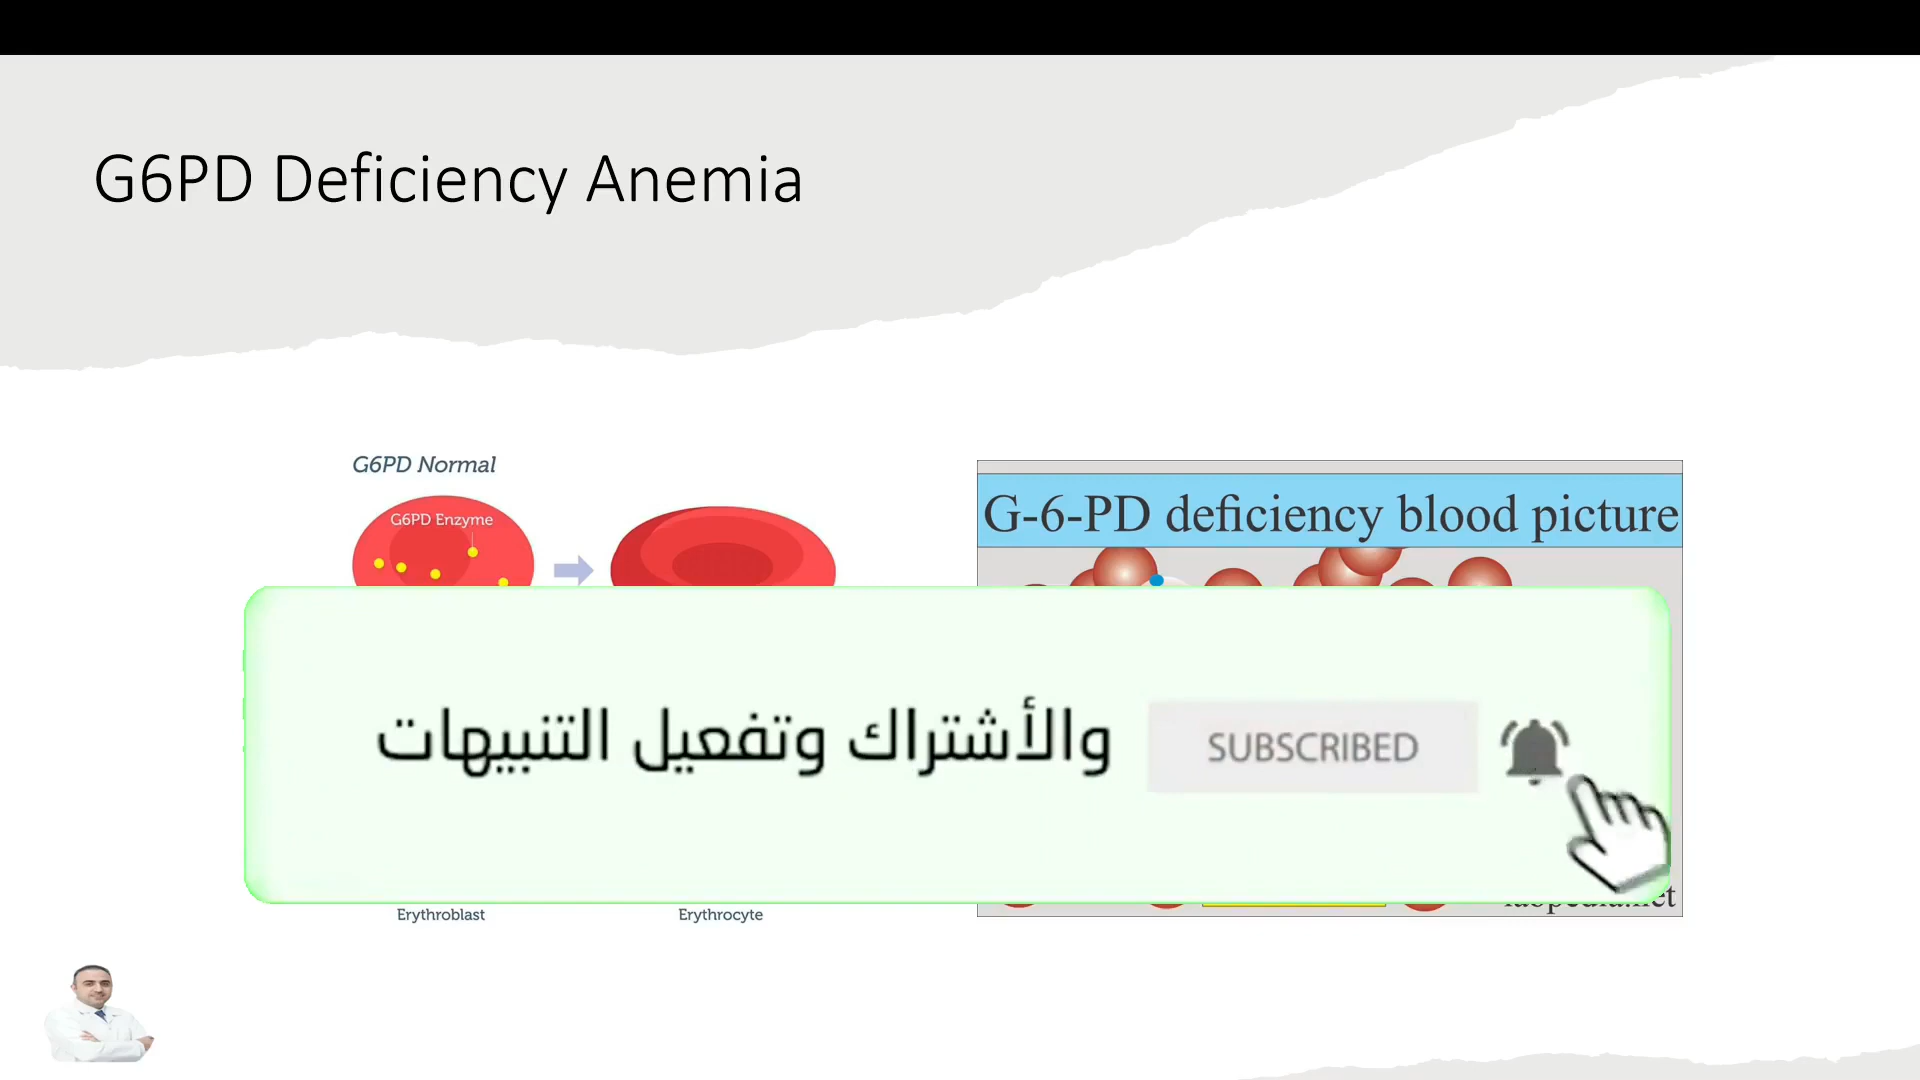 G6PD Deficiency Anemia
G6PD Normal
G6PD Enzyme
G-6-PD deficiency blood picture
والأشتراك وتفعيل التنبيهات
SUBSCRIBED
Erythroblast
Erythrocyte